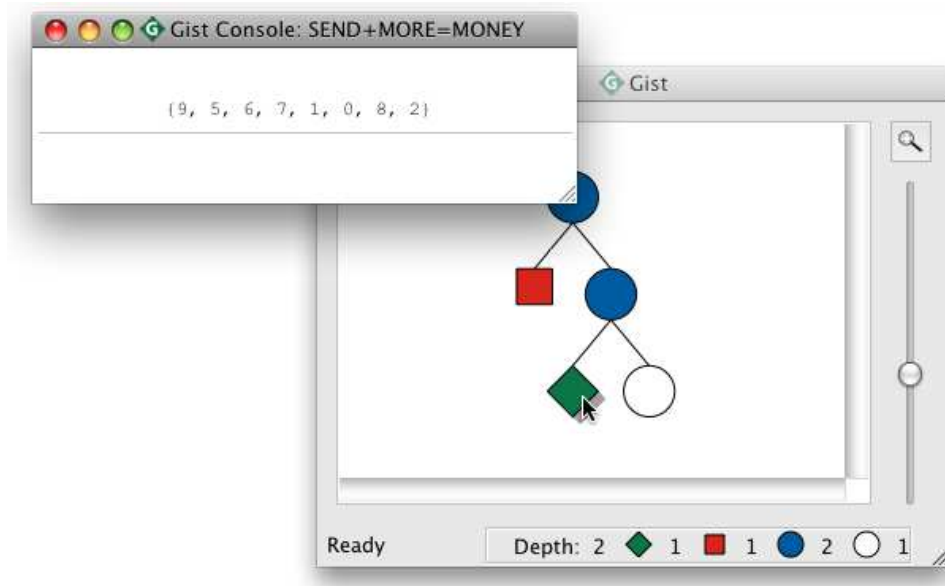 Gist Console: SEND+MORE=MONEY
{9, 5, 6, 7, 1, 0, 8, 2}
Gist
Ready
Depth: 2 1 1 2 1